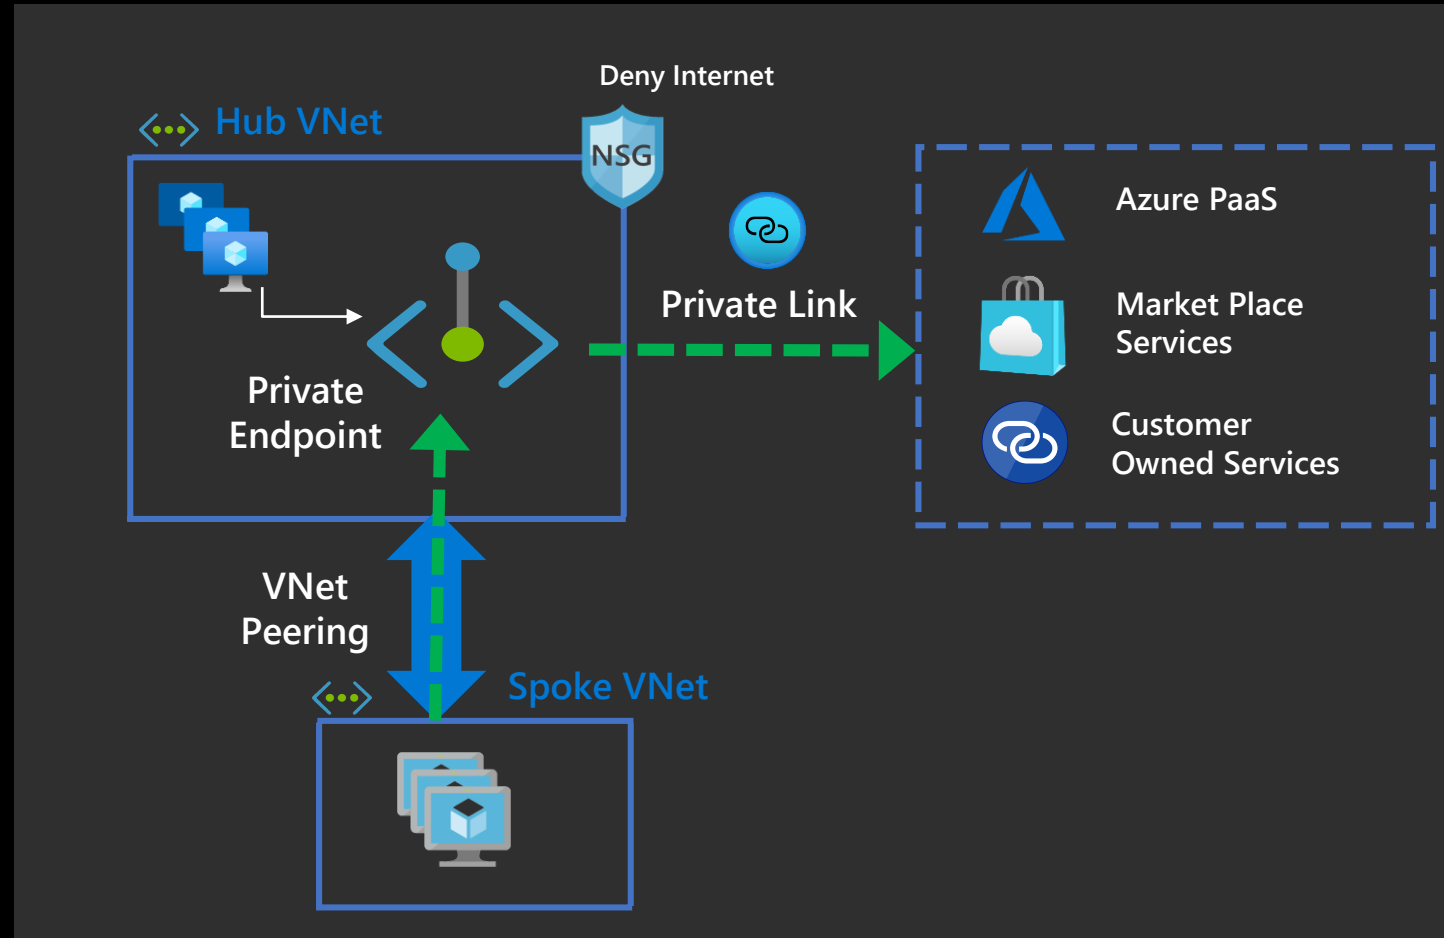 Deny Internet
Hub VNet
NSG
Azure PaaS
Private Link
Market Place
Services
Private
Endpoint
Customer
Owned Services
VNet
Peering
Spoke VNet